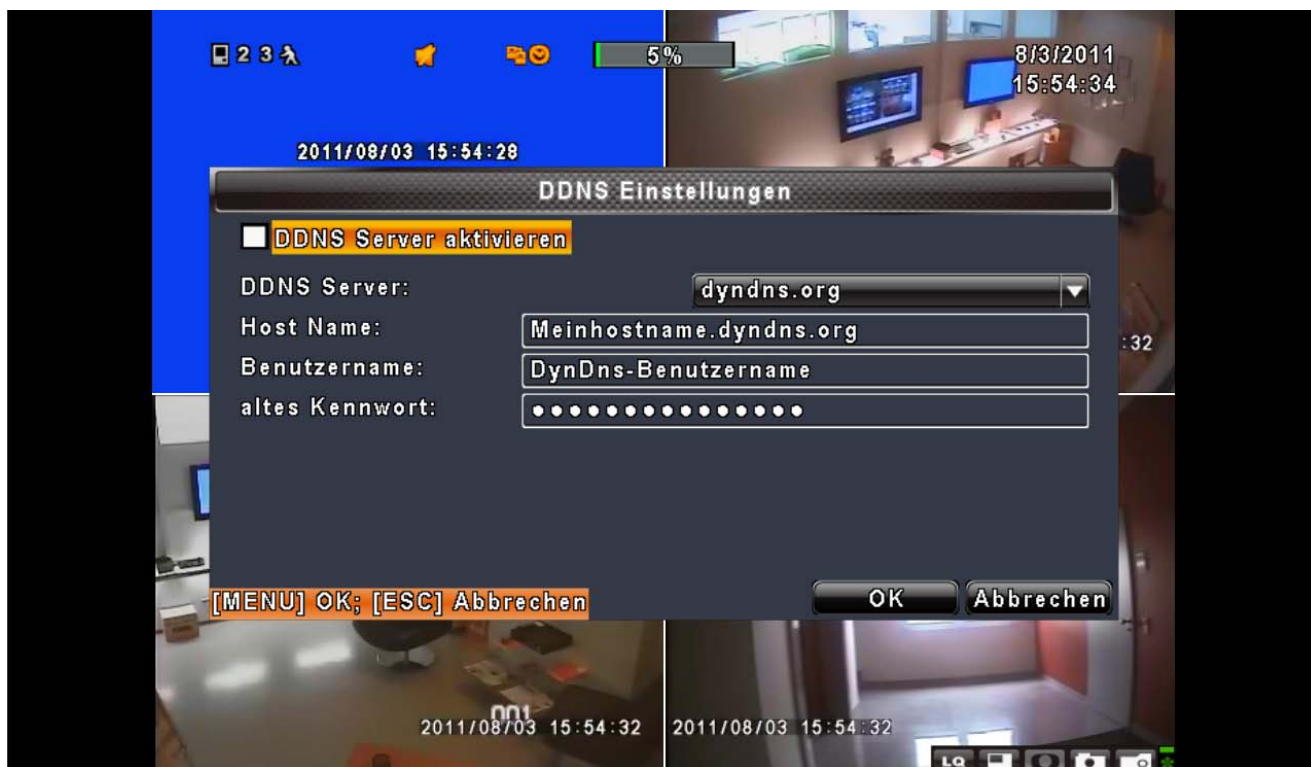 2 3
5%
8/3/2011
15:54:34
2011/08/03 15:54:28
DDNS Einstellungen
DDNS Server aktivieren
DDNS Server:
dyndns.org
Host Name:
Meinhostname.dyndns.org
:32
Benutzername:
DynDns-Benutzername
altes Kennwort:
[MENU] OK; [ESC] Abbrechen
OK
Abbrechen
001
2011/08/03 15:54:32
2011/08/03 15:54:32
LQ